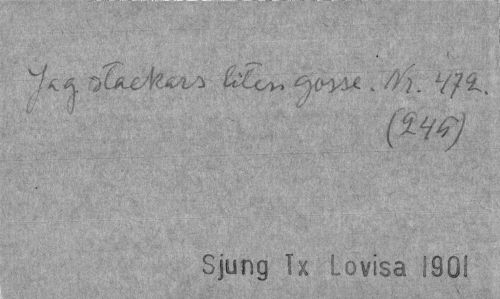 Jag stackars liten gosse. Nr. 472.
(245)
Sjung Tx Lovisa 1901